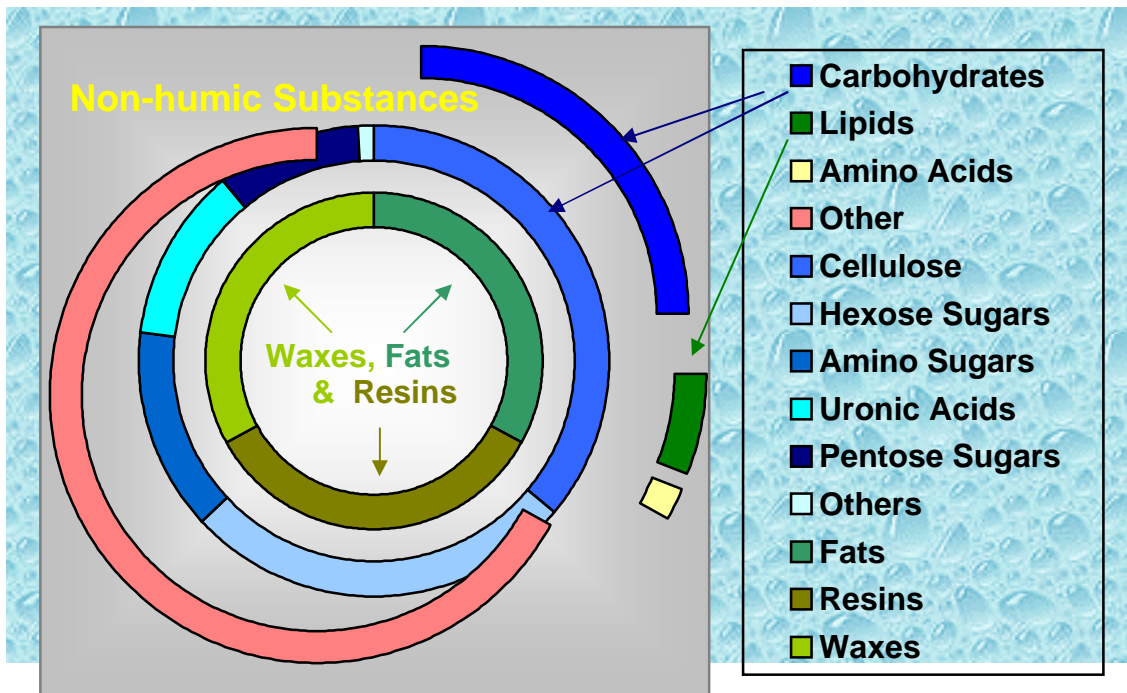 Non-humic Substances
Waxes, Fats
& Resins
Carbohydrates
Lipids
Amino Acids
Other
Cellulose
Hexose Sugars
Amino Sugars
Uronic Acids
Pentose Sugars
Others
Fats
Resins
Waxes